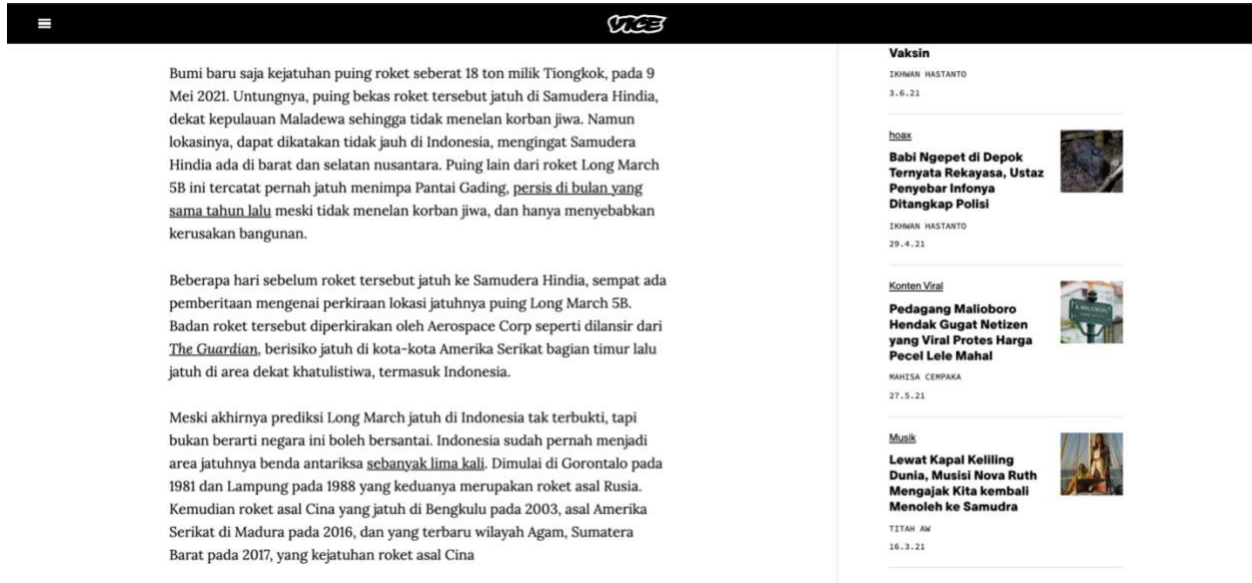 VICE
Bumi baru saja kejatuhan puing roket seberat 18 ton milik Tiongkok, pada 9
Mei 2021. Untungnya, puing bekas roket tersebut jatuh di Samudera Hindia,
dekat kepulauan Maladewa sehingga tidak menelan korban jiwa. Namun
lokasinya, dapat dikatakan tidak jauh di Indonesia, mengingat Samudera
Hindia ada di barat dan selatan nusantara. Puing lain dari roket Long March
5B ini tercatat pernah jatuh menimpa Pantai Gading, persis di bulan yang
sama tahun lalu meski tidak menelan korban jiwa, dan hanya menyebabkan
kerusakan bangunan.
Beberapa hari sebelum roket tersebut jatuh ke Samudera Hindia, sempat ada
pemberitaan mengenai perkiraan lokasi jatuhnya puing Long March 5B.
Badan roket tersebut diperkirakan oleh Aerospace Corp seperti dilansir dari
The Guardian, berisiko jatuh di kota-kota Amerika Serikat bagian timur lalu
jatuh di area dekat khatulistiwa, termasuk Indonesia.
Meski akhirnya prediksi Long March jatuh di Indonesia tak terbukti, tapi
bukan berarti negara ini boleh bersantai. Indonesia sudah pernah menjadi
area jatuhnya benda antariksa sebanyak lima kali. Dimulai di Gorontalo pada
1981 dan Lampung pada 1988 yang keduanya merupakan roket asal Rusia.
Kemudian roket asal Cina yang jatuh di Bengkulu pada 2003, asal Amerika
Serikat di Madura pada 2016, dan yang terbaru wilayah Agam, Sumatera
Barat pada 2017, yang kejatuhan roket asal Cina
Vaksin
IKHWAN HASTANTO
3.6.21
hoax
Babi Ngepet di Depok
Ternyata Rekayasa, Ustaz
Penyebar Infonya
Ditangkap Polisi
IKHWAN HASTANTO
29.4.21
Konten Viral
Pedagang Malioboro
Hendak Gugat Netizen
yang Viral Protes Harga
Pecel Lele Mahal
MAHISA CEMPAKA
27.5.21
Musik
Lewat Kapal Keliling
Dunia, Musisi Nova Ruth
Mengajak Kita kembali
Menoleh ke Samudra
TITAH AW
16.3.21